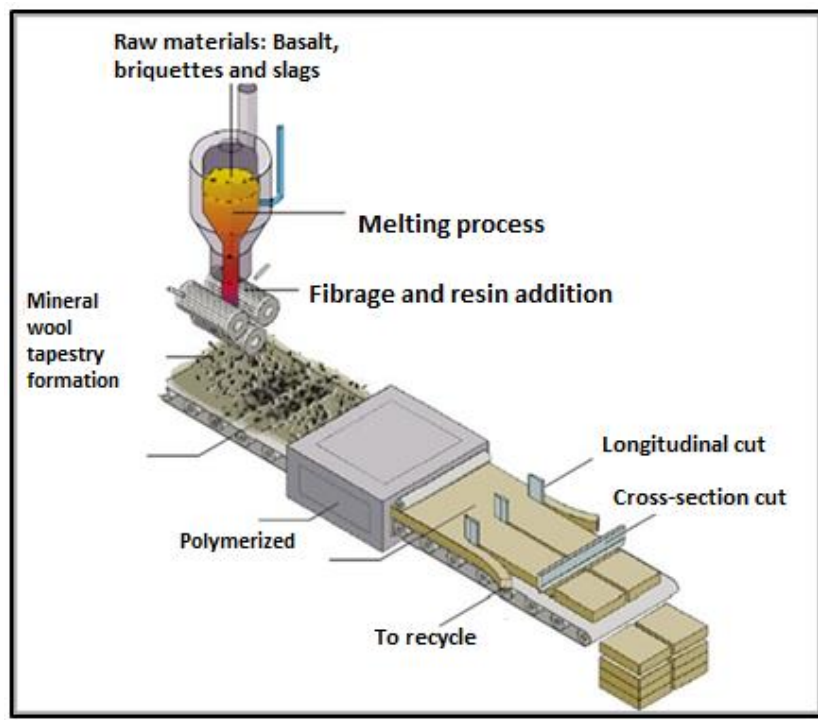 Raw materials: Basalt,
briquettes and slags
Melting process
Fibrage and resin addition
Mineral
wool
tapestry
formation
Longitudinal cut
Cross-section cut
Polymerized
To recycle